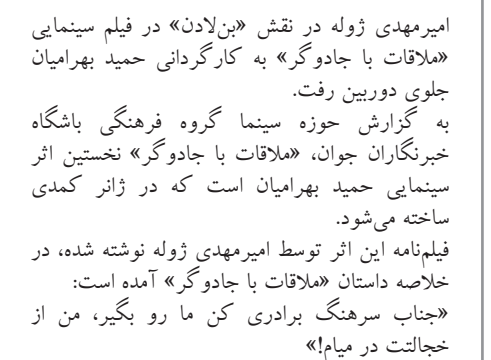 امیرمهدی ژوله در نقش «بن‌لادن» در فیلم سینمایی
«ملاقات با جادوگر» به کارگردانی حمید بهرامیان
جلوی دوربین رفت.
به گزارش حوزه سینما گروه فرهنگی باشگاه
خبرنگاران جوان، «ملاقات با جادوگر» نخستین اثر
سینمایی حمید بهرامیان است که در ژانر کمدی
ساخته می‌شود.
فیلم‌نامه این اثر توسط امیرمهدی ژوله نوشته شده، در
خلاصه داستان «ملاقات با جادوگر» آمده است:
«جناب سرهنگ برادری کن ما رو بگیر، من از
خجالتت در میام!»